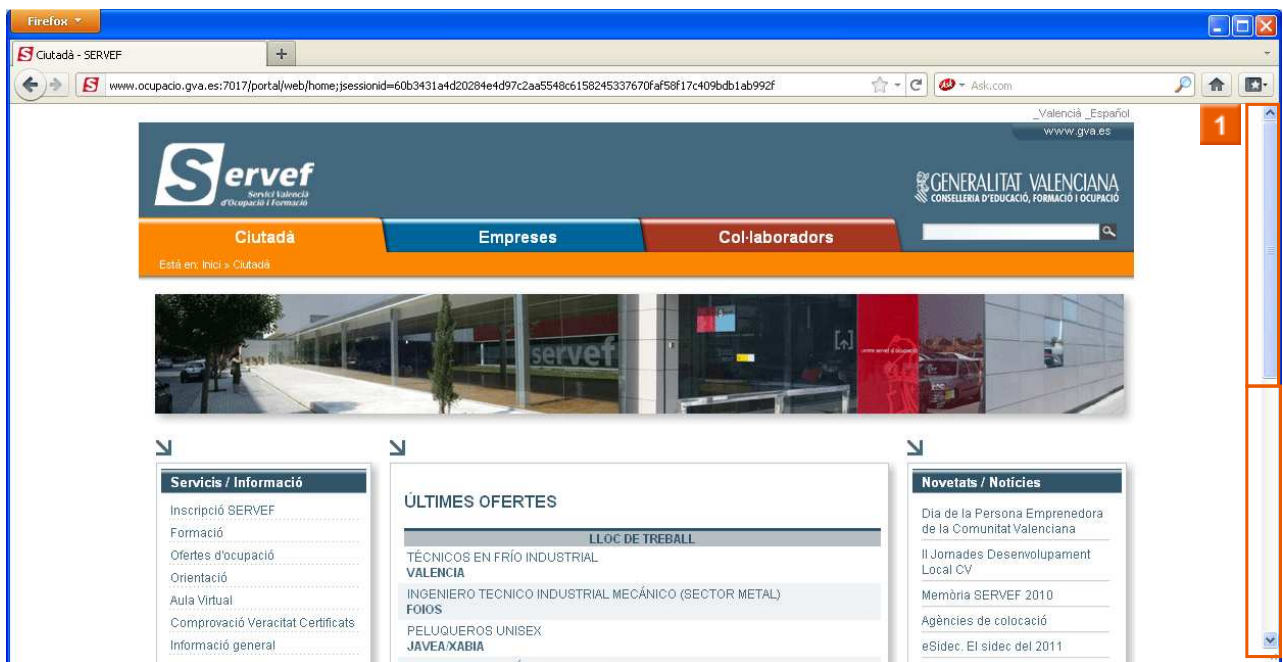 Firefox
Ciutadà - SERVEF
www.ocupacio.gva.es:7017/portal/web/home;jsessionid=60b3431a4d20284e4d97c2aa5548c6158245337670faf58f17c409bdb1ab992f
Ask.com
1
_Valencià _Español
www.gva.es
Servef
Servici Valencià
d'Ocupació i Formació
GENERALITAT VALENCIANA
CONSELLERIA D'EDUCACIÓ, FORMACIÓ I OCUPACIÓ
Ciutadà
Empreses
Col·laboradors
Està en: Inici » Ciutadà
servef
Servicis / Informació
Inscripció SERVEF
Formació
Ofertes d'ocupació
Orientació
Aula Virtual
Comprovació Veracitat Certificats
Informació general
ÚLTIMES OFERTES
LLOC DE TREBALL
TÉCNICOS EN FRÍO INDUSTRIAL
VALENCIA
INGENIERO TECNICO INDUSTRIAL MECÁNICO (SECTOR METAL)
FOIOS
PELUQUEROS UNISEX
JAVEA/XABIA
Novetats / Notícies
Dia de la Persona Emprenedora
de la Comunitat Valenciana
II Jornades Desenvolupament
Local CV
Memòria SERVEF 2010
Agències de colocació
eSidec. El sidec del 2011